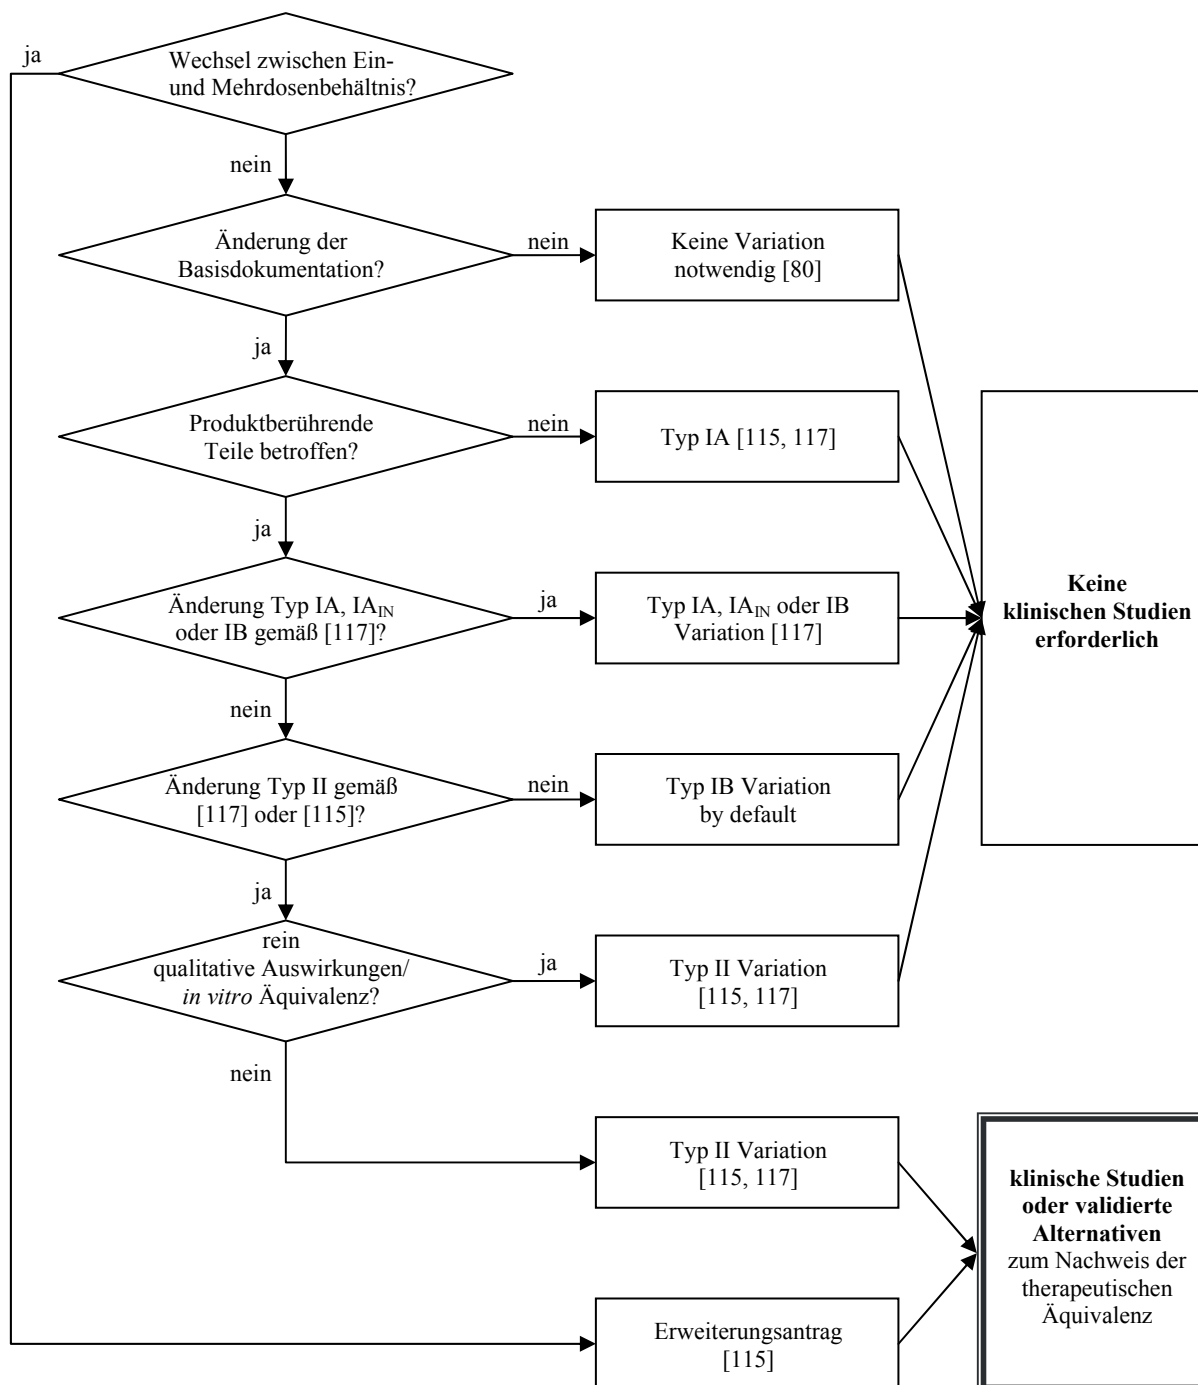 ja
Wechsel zwischen Ein-
und Mehrdosenbehältnis?
nein
Änderung der
Basisdokumentation?
nein
Keine Variation
notwendig [80]
ja
Produktberührende
Teile betroffen?
nein
Typ IA [115, 117]
ja
Änderung Typ IA, IAIN
oder IB gemäß [117]?
ja
Typ IA, IAIN oder IB
Variation [117]
Keine
klinischen Studien
erforderlich
nein
Änderung Typ II gemäß
[117] oder [115]?
nein
Typ IB Variation
by default
ja
rein
qualitative Auswirkungen/
in vitro Äquivalenz?
ja
Typ II Variation
[115, 117]
nein
Typ II Variation
[115, 117]
klinische Studien
oder validierte
Alternativen
zum Nachweis der
therapeutischen
Äquivalenz
Erweiterungsantrag
[115]